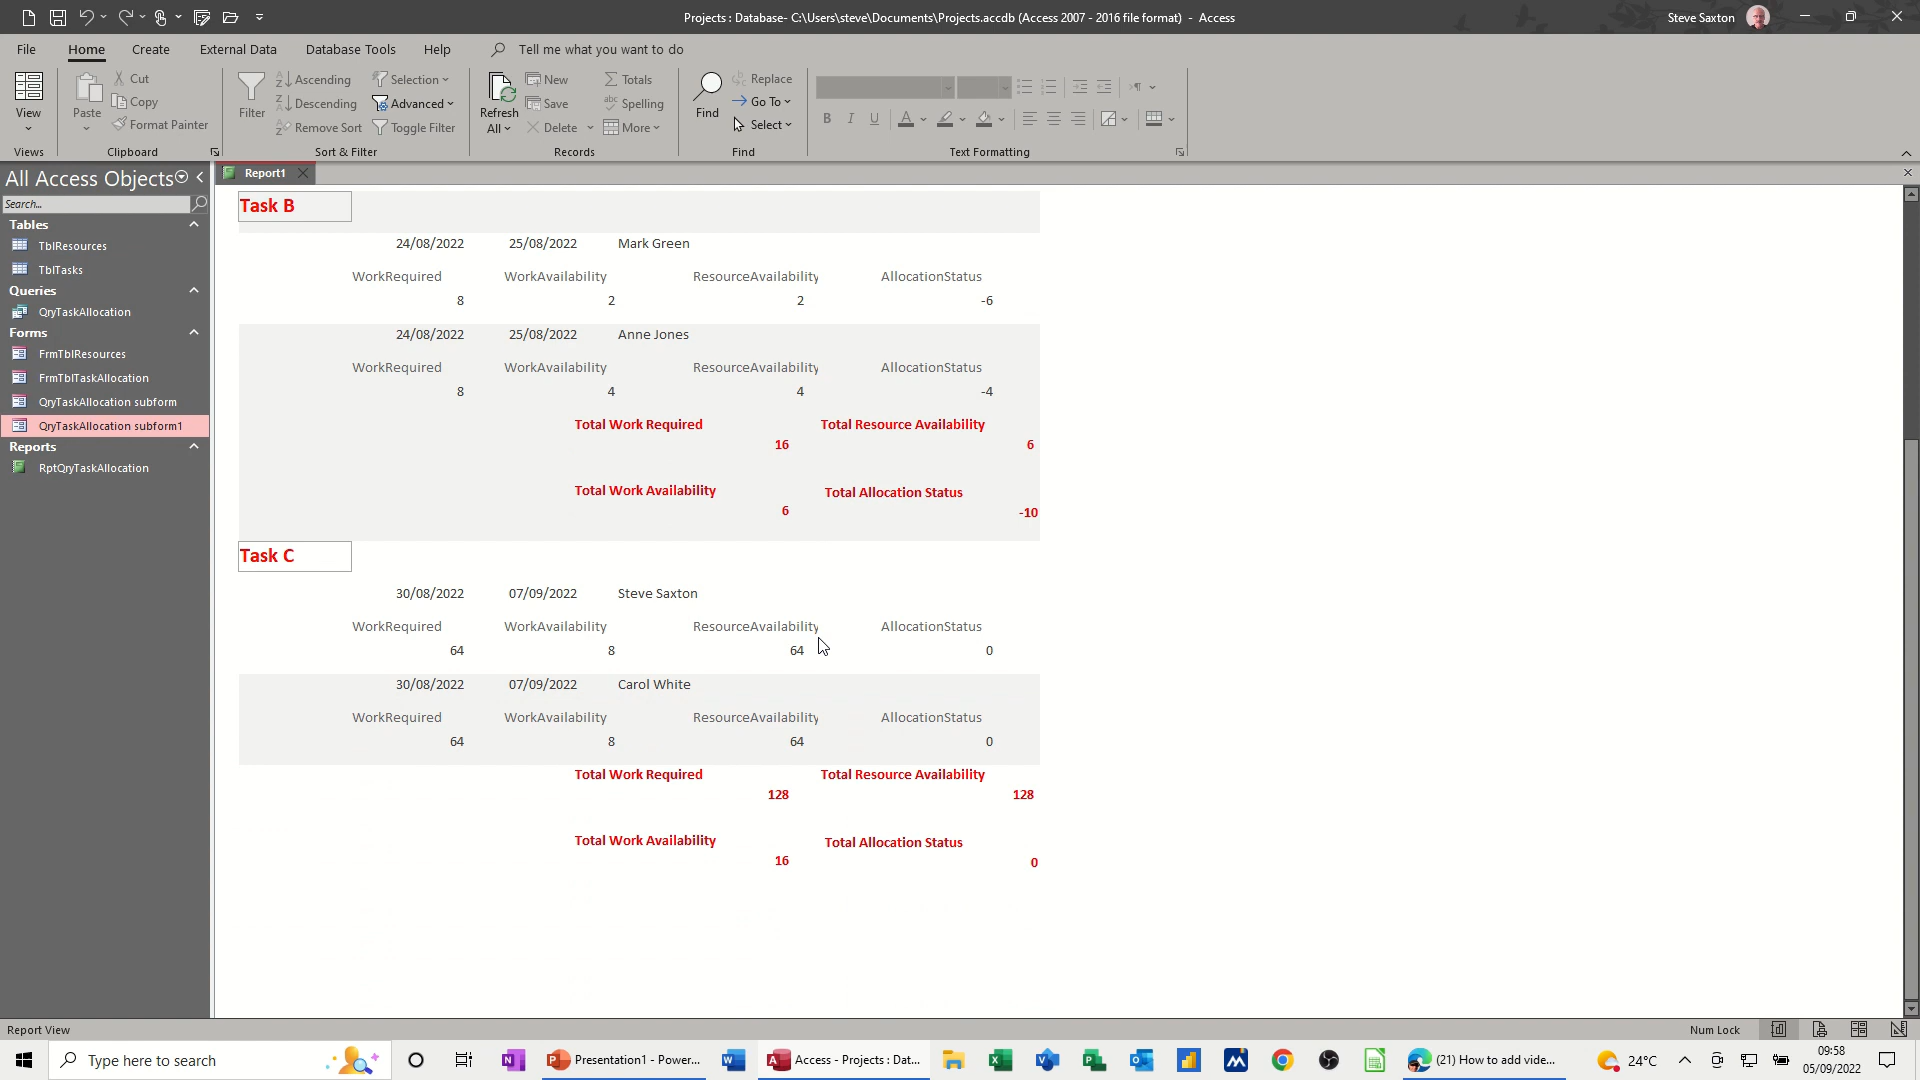 Projects : Database- C:\Users\steve\Documents\Projects.accdb (Access 2007 - 2016 file format) - Access
Steve Saxton
File Home Create External Data Database Tools Help Tell me what you want to do
View
Views
Paste
Cut
Copy
Format Painter
Clipboard
Filter
Ascending
Descending
Remove Sort
Selection
Advanced
Toggle Filter
Sort & Filter
Refresh
All
New
Save
Delete
Totals
Spelling
More
Records
Find
Replace
Go To
Select
Find
B I U A
Text Formatting
All Access Objects
Search...
Tables
TblResources
TblTasks
Queries
QryTaskAllocation
Forms
FrmTblResources
FrmTblTaskAllocation
QryTaskAllocation subform
QryTaskAllocation subform1
Reports
RptQryTaskAllocation
Report1
Task B
24/08/2022 25/08/2022 Mark Green
WorkRequired WorkAvailability ResourceAvailability AllocationStatus
8 2 2 -6
24/08/2022 25/08/2022 Anne Jones
WorkRequired WorkAvailability ResourceAvailability AllocationStatus
8 4 4 -4
Total Work Required Total Resource Availability
16 6
Total Work Availability Total Allocation Status
6 -10
Task C
30/08/2022 07/09/2022 Steve Saxton
WorkRequired WorkAvailability ResourceAvailability AllocationStatus
64 8 64 0
30/08/2022 07/09/2022 Carol White
WorkRequired WorkAvailability ResourceAvailability AllocationStatus
64 8 64 0
Total Work Required Total Resource Availability
128 128
Total Work Availability Total Allocation Status
16 0
Report View
Num Lock
Type here to search
Presentation1 - Power...
Access - Projects : Dat...
(21) How to add vide...
24°C
09:58
05/09/2022